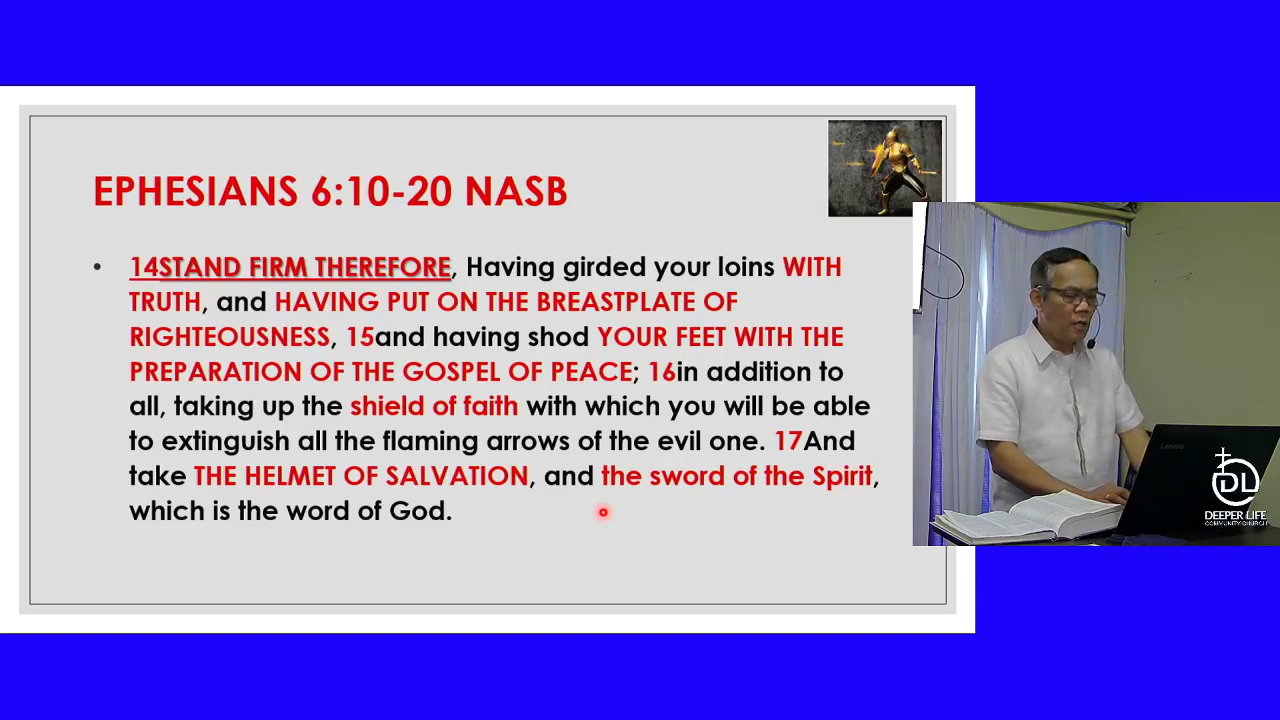 EPHESIANS 6:10-20 NASB
• 14STAND FIRM THEREFORE, Having girded your loins WITH
TRUTH, and HAVING PUT ON THE BREASTPLATE OF
RIGHTEOUSNESS, 15and having shod YOUR FEET WITH THE
PREPARATION OF THE GOSPEL OF PEACE; 16in addition to
all, taking up the shield of faith with which you will be able
to extinguish all the flaming arrows of the evil one. 17And
take THE HELMET OF SALVATION, and the sword of the Spirit,
which is the word of God.
Lenovo
DL
DEEPER LIFE
COMMUNITY CHURCH